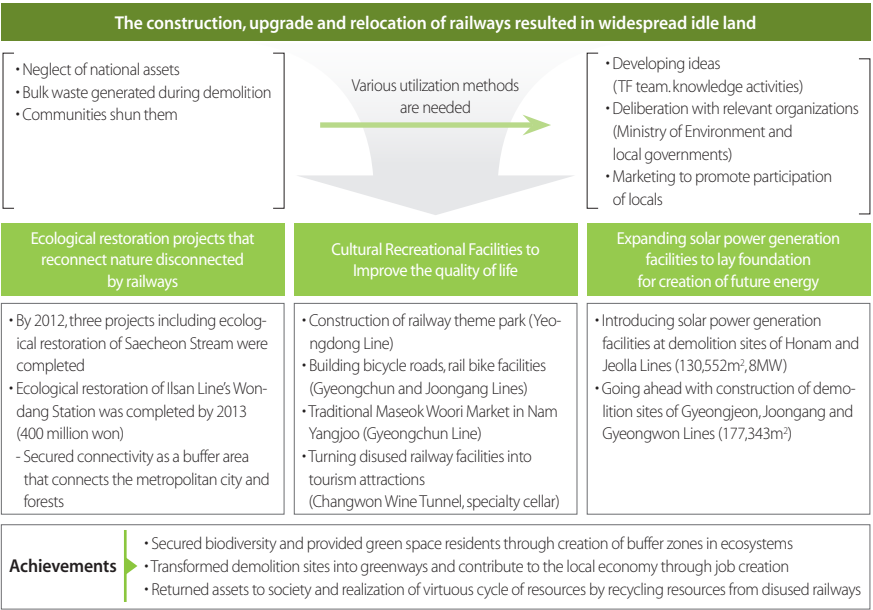 The construction, upgrade and relocation of railways resulted in widespread idle land
• Neglect of national assets
• Bulk waste generated during demolition
• Communities shun them
Various utilization methods
are needed
• Developing ideas
(TF team. knowledge activities)
• Deliberation with relevant organizations
(Ministry of Environment and
local governments)
• Marketing to promote participation
of locals
Ecological restoration projects that
reconnect nature disconnected
by railways
• By 2012, three projects including ecolog-
ical restoration of Saecheon Stream were
completed
• Ecological restoration of Ilsan Line's Won-
dang Station was completed by 2013
(400 million won)
- Secured connectivity as a buffer area
that connects the metropolitan city and
forests
Cultural Recreational Facilities to
Improve the quality of life
• Construction of railway theme park (Yeo-
ngdong Line)
• Building bicycle roads, rail bike facilities
(Gyeongchun and Joongang Lines)
• Traditional Maseok Woori Market in Nam
Yangjoo (Gyeongchun Line)
• Turning disused railway facilities into
tourism attractions
(Changwon Wine Tunnel, specialty cellar)
Expanding solar power generation
facilities to lay foundation
for creation of future energy
• Introducing solar power generation
facilities at demolition sites of Honam and
Jeolla Lines (130,552m², 8MW)
• Going ahead with construction of demo-
lition sites of Gyeongjeon, Joongang and
Gyeongwon Lines (177,343m²)
Achievements
• Secured biodiversity and provided green space residents through creation of buffer zones in ecosystems
• Transformed demolition sites into greenways and contribute to the local economy through job creation
• Returned assets to society and realization of virtuous cycle of resources by recycling resources from disused railways